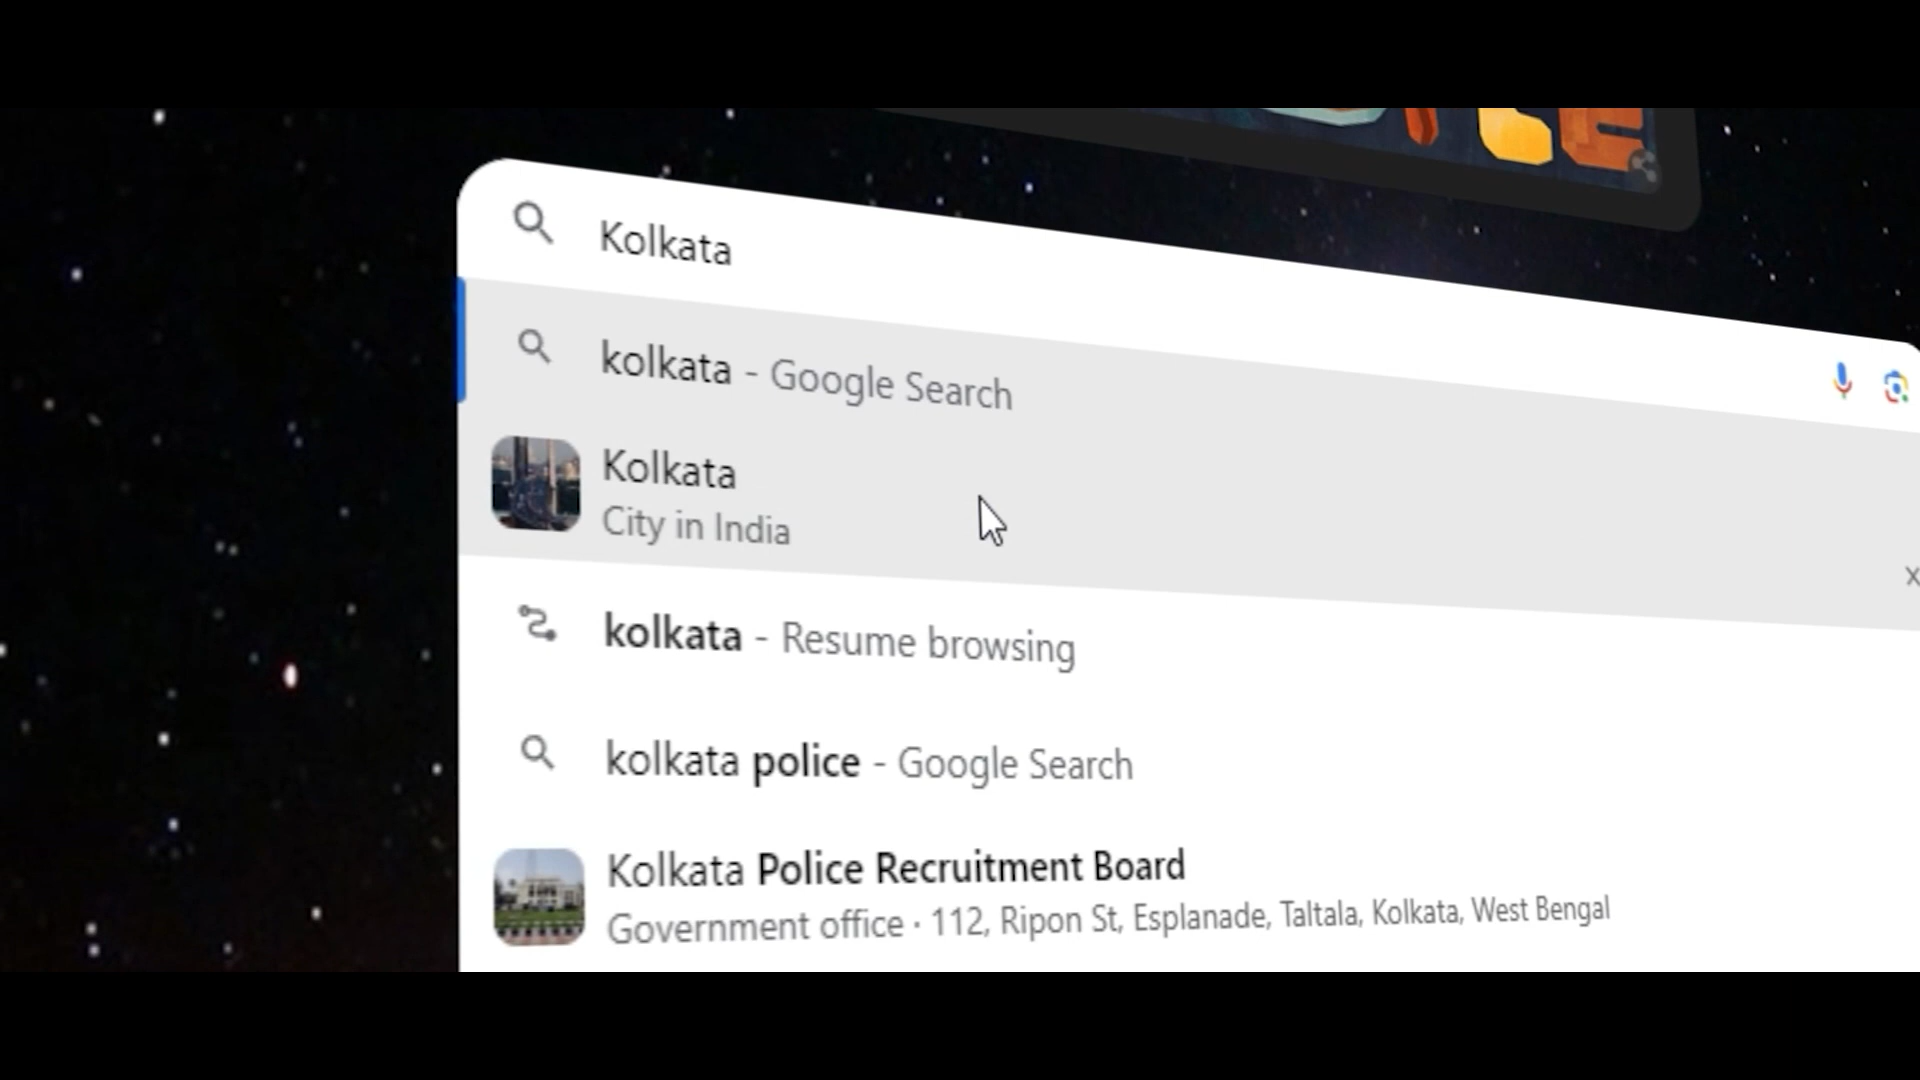 Kolkata
kolkata - Google Search
Kolkata
City in India
kolkata - Resume browsing
kolkata police - Google Search
Kolkata Police Recruitment Board
Government office · 112, Ripon St, Esplanade, Taltala, Kolkata, West Bengal